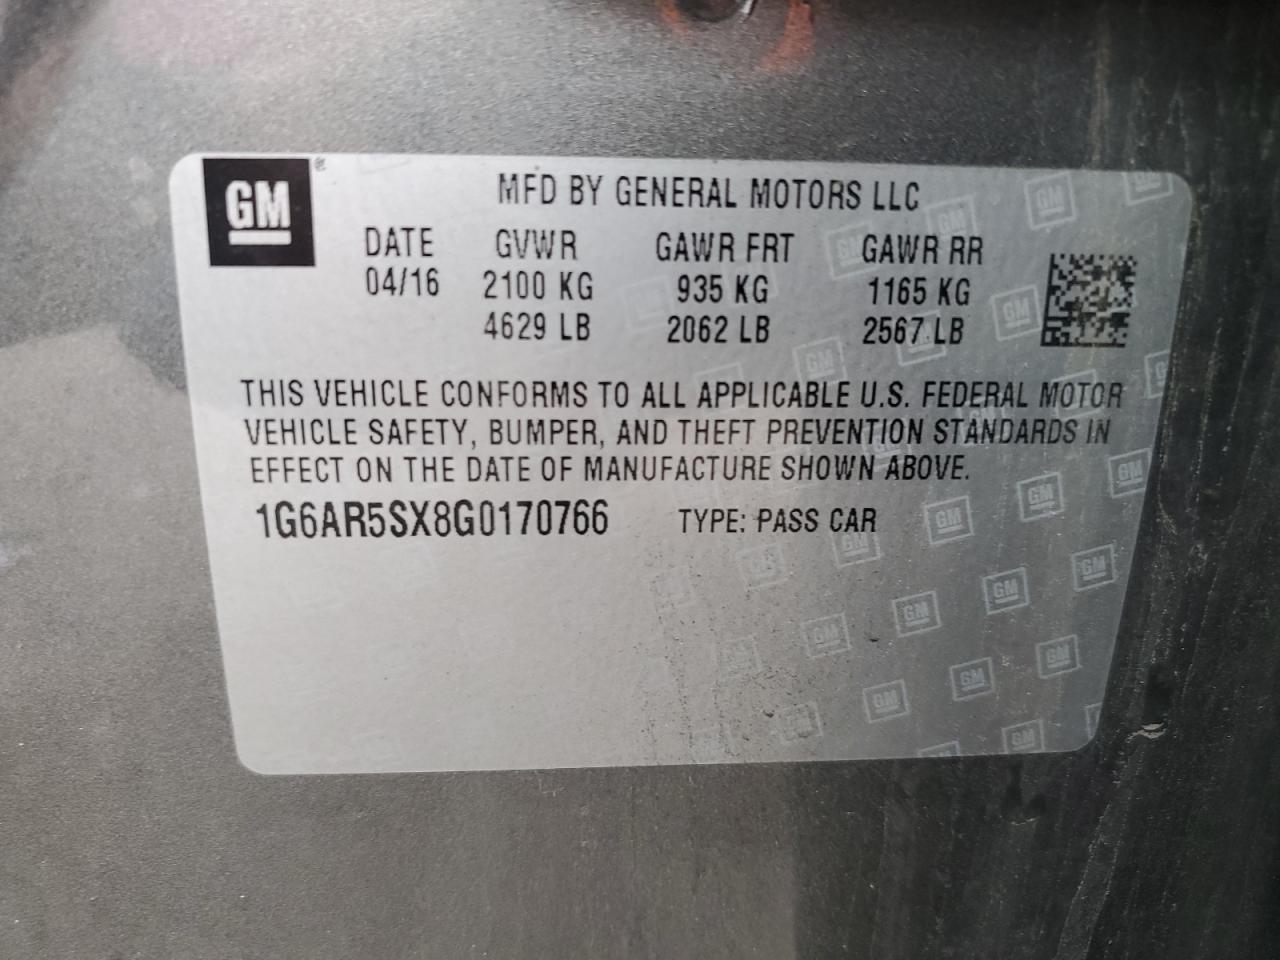 GM ®
MFD BY GENERAL MOTORS LLC
DATE GVWR GAWR FRT GAWR RR
04/16 2100 KG 935 KG 1165 KG
4629 LB 2062 LB 2567 LB
THIS VEHICLE CONFORMS TO ALL APPLICABLE U.S. FEDERAL MOTOR
VEHICLE SAFETY, BUMPER, AND THEFT PREVENTION STANDARDS IN
EFFECT ON THE DATE OF MANUFACTURE SHOWN ABOVE.
1G6AR5SX8G0170766 TYPE: PASS CAR